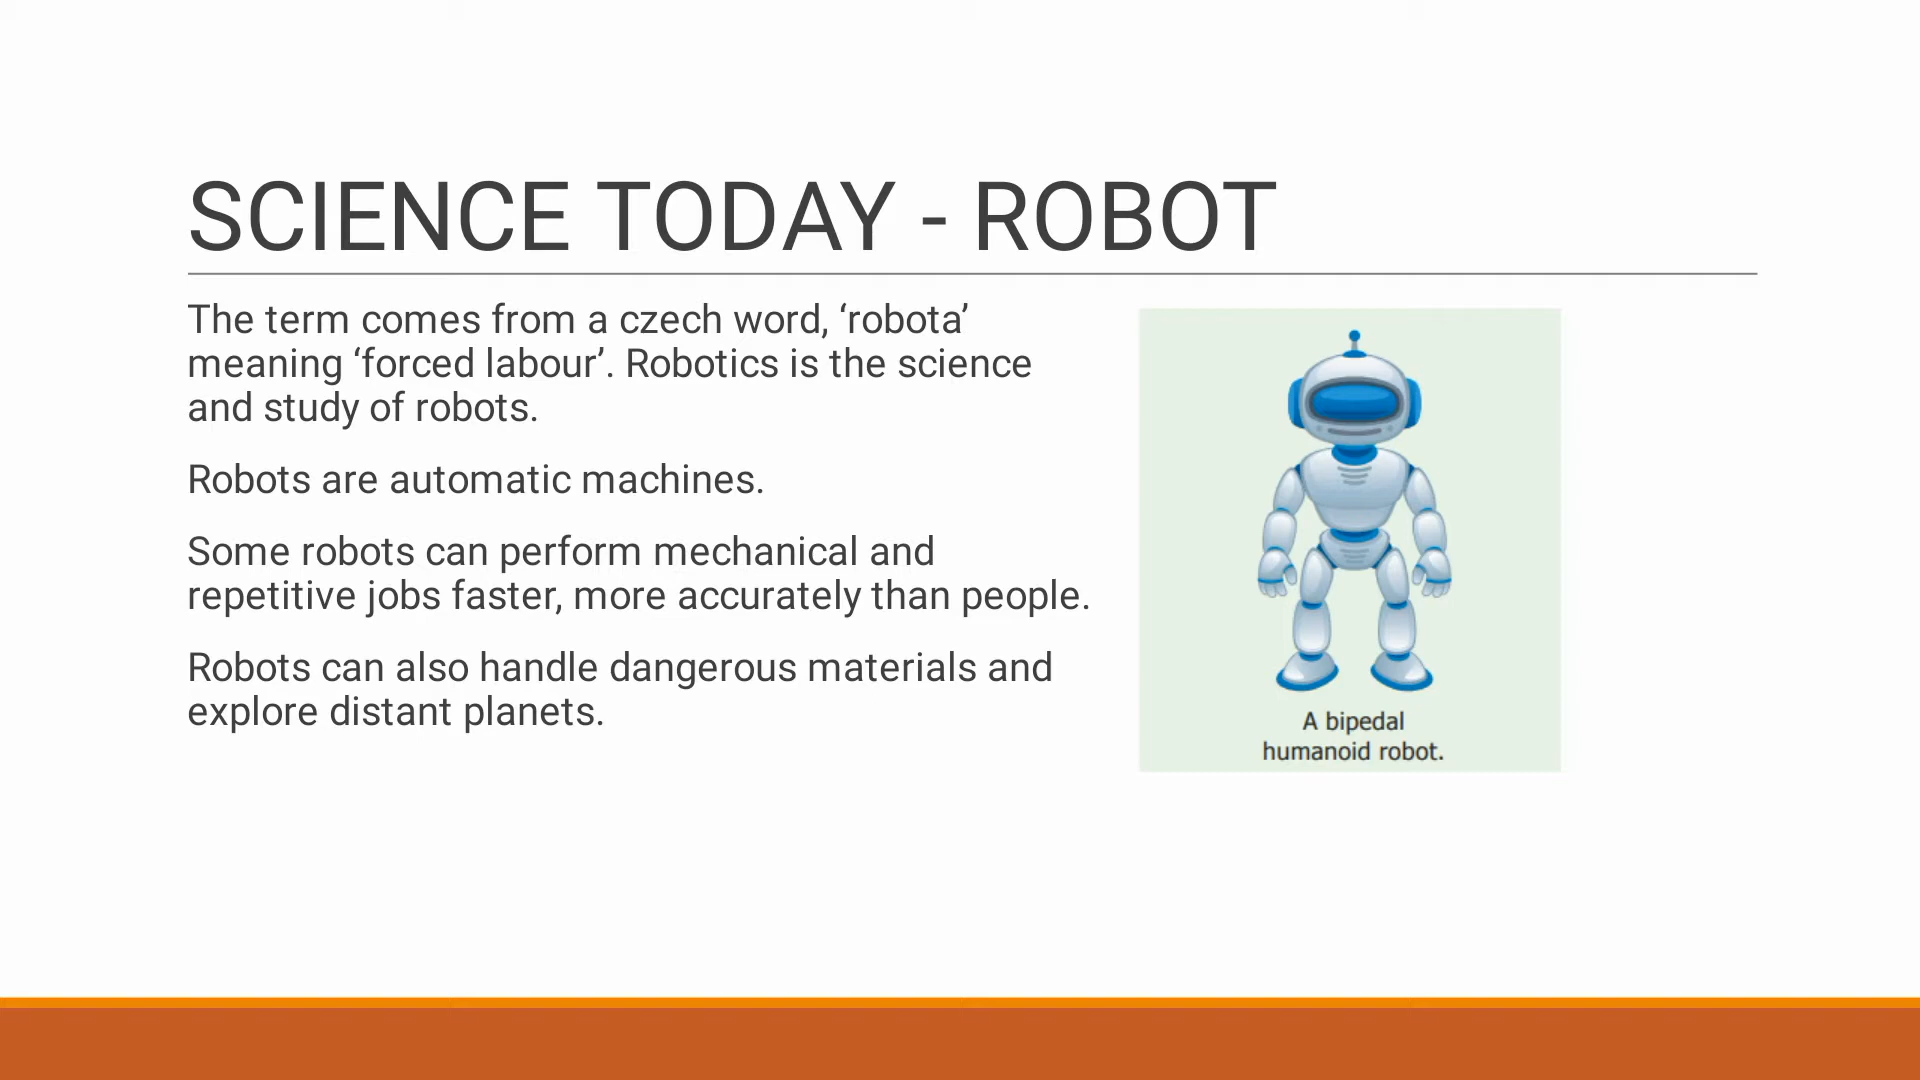 SCIENCE TODAY - ROBOT
The term comes from a czech word, ‘robota’
meaning ‘forced labour’. Robotics is the science
and study of robots.
Robots are automatic machines.
Some robots can perform mechanical and
repetitive jobs faster, more accurately than people.
Robots can also handle dangerous materials and
explore distant planets.
A bipedal
humanoid robot.